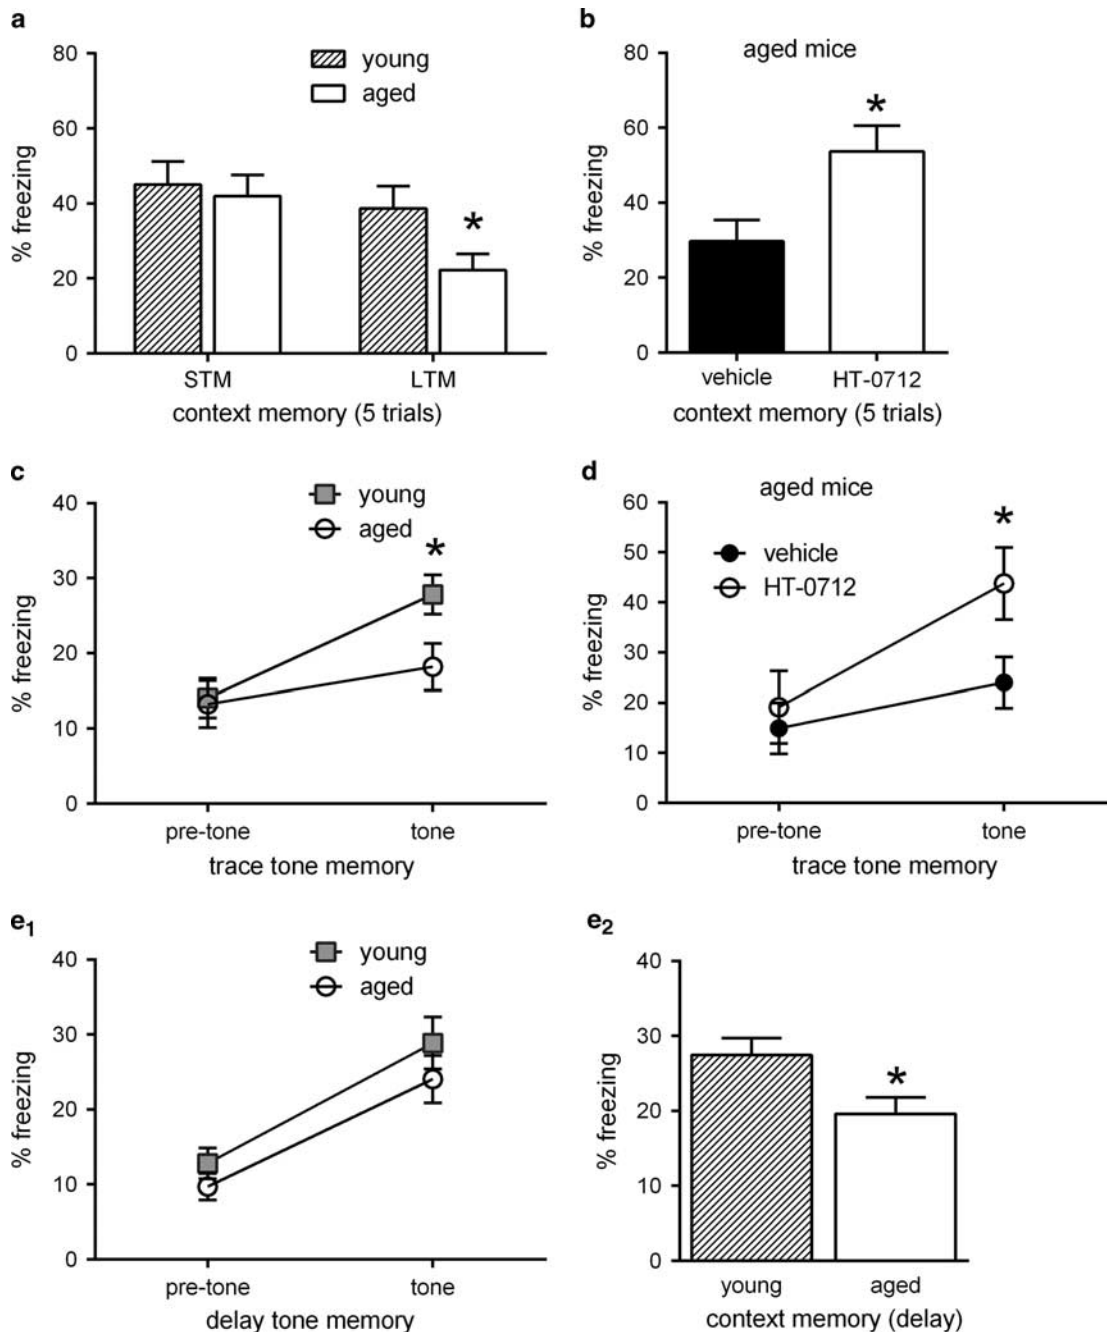 a
80
60
40
20
0
% freezing
young
aged
*
STM
LTM
context memory (5 trials)
b
aged mice
80
60
40
20
0
% freezing
*
vehicle
HT-0712
context memory (5 trials)
c
40
30
20
10
0
% freezing
young
aged
*
pre-tone
tone
trace tone memory
d
aged mice
60
50
40
30
20
10
0
% freezing
vehicle
HT-0712
*
pre-tone
tone
trace tone memory
e1
40
30
20
10
0
% freezing
young
aged
pre-tone
tone
delay tone memory
e2
40
30
20
10
0
% freezing
*
young
aged
context memory (delay)